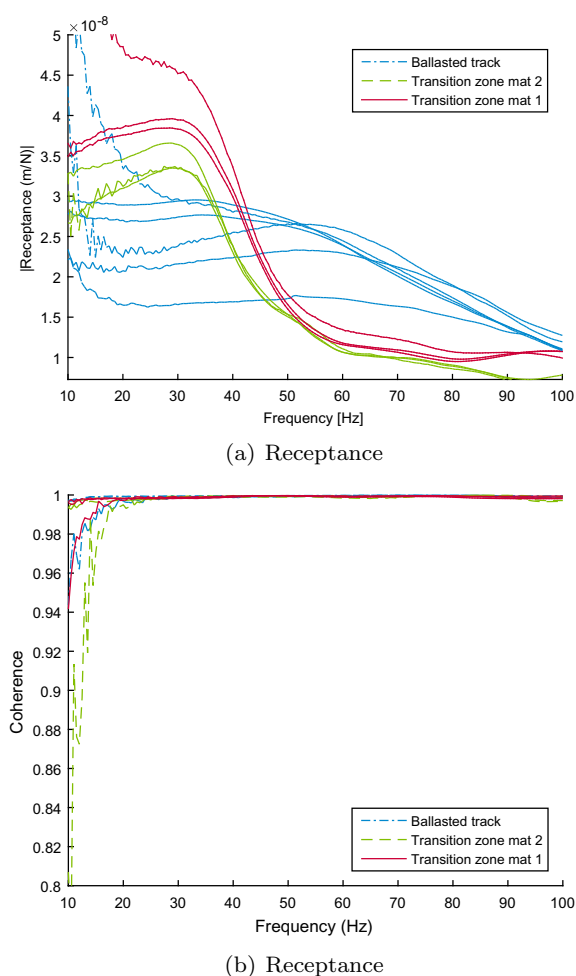 × 10⁻⁸
5
4.5
4
3.5
3
2.5
2
1.5
1
|Receptance (m/N)|
Ballasted track
Transition zone mat 2
Transition zone mat 1
10 20 30 40 50 60 70 80 90 100
Frequency [Hz]
(a) Receptance
1
0.98
0.96
0.94
0.92
0.9
0.88
0.86
0.84
0.82
0.8
Coherence
Ballasted track
Transition zone mat 2
Transition zone mat 1
10 20 30 40 50 60 70 80 90 100
Frequency (Hz)
(b) Receptance